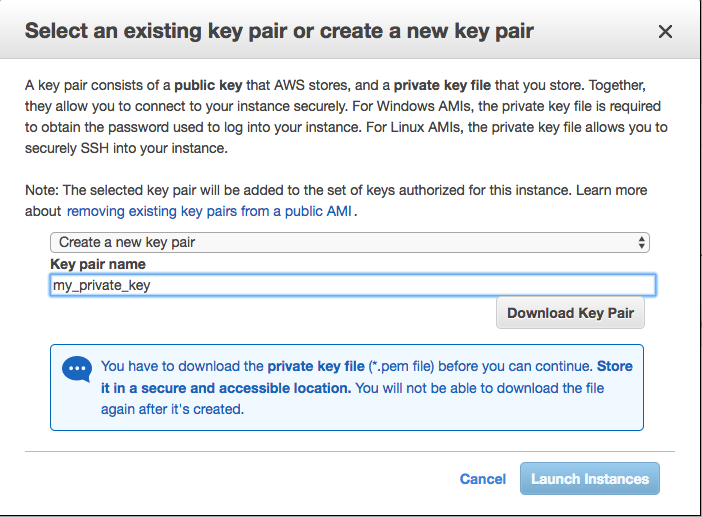 Select an existing key pair or create a new key pair
A key pair consists of a public key that AWS stores, and a private key file that you store. Together,
they allow you to connect to your instance securely. For Windows AMIs, the private key file is required
to obtain the password used to log into your instance. For Linux AMIs, the private key file allows you to
securely SSH into your instance.
Note: The selected key pair will be added to the set of keys authorized for this instance. Learn more
about removing existing key pairs from a public AMI .
Create a new key pair
Key pair name
my_private_key
Download Key Pair
You have to download the private key file (*.pem file) before you can continue. Store
it in a secure and accessible location. You will not be able to download the file
again after it's created.
Cancel Launch Instances